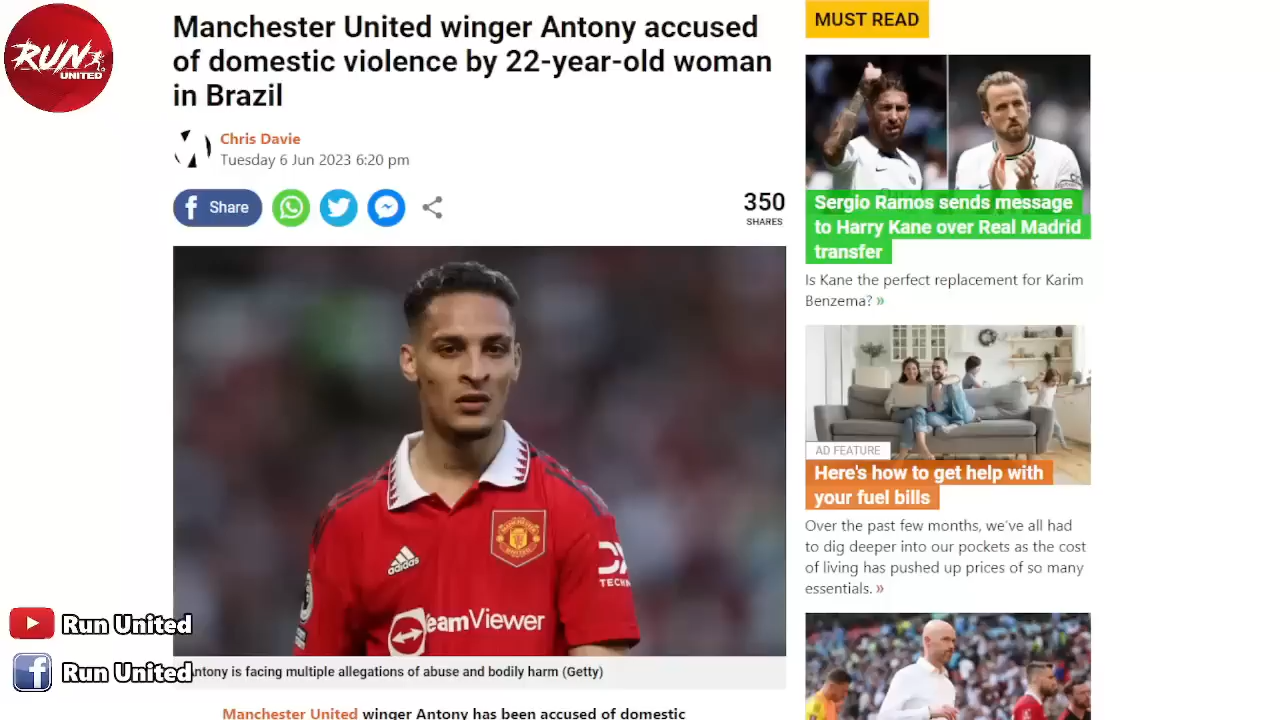 RUN
UNITED
Manchester United winger Antony accused
of domestic violence by 22-year-old woman
in Brazil
Chris Davie
Tuesday 6 Jun 2023 6:20 pm
Share
350
SHARES
MANCHESTER
UNITED
adidas
TECHN
eamViewer
Run United
Run United
ntony is facing multiple allegations of abuse and bodily harm (Getty)
Manchester United winger Antony has been accused of domestic
MUST READ
Sergio Ramos sends message
to Harry Kane over Real Madrid
transfer
Is Kane the perfect replacement for Karim
Benzema? »
AD FEATURE
Here's how to get help with
your fuel bills
Over the past few months, we've all had
to dig deeper into our pockets as the cost
of living has pushed up prices of so many
essentials. »